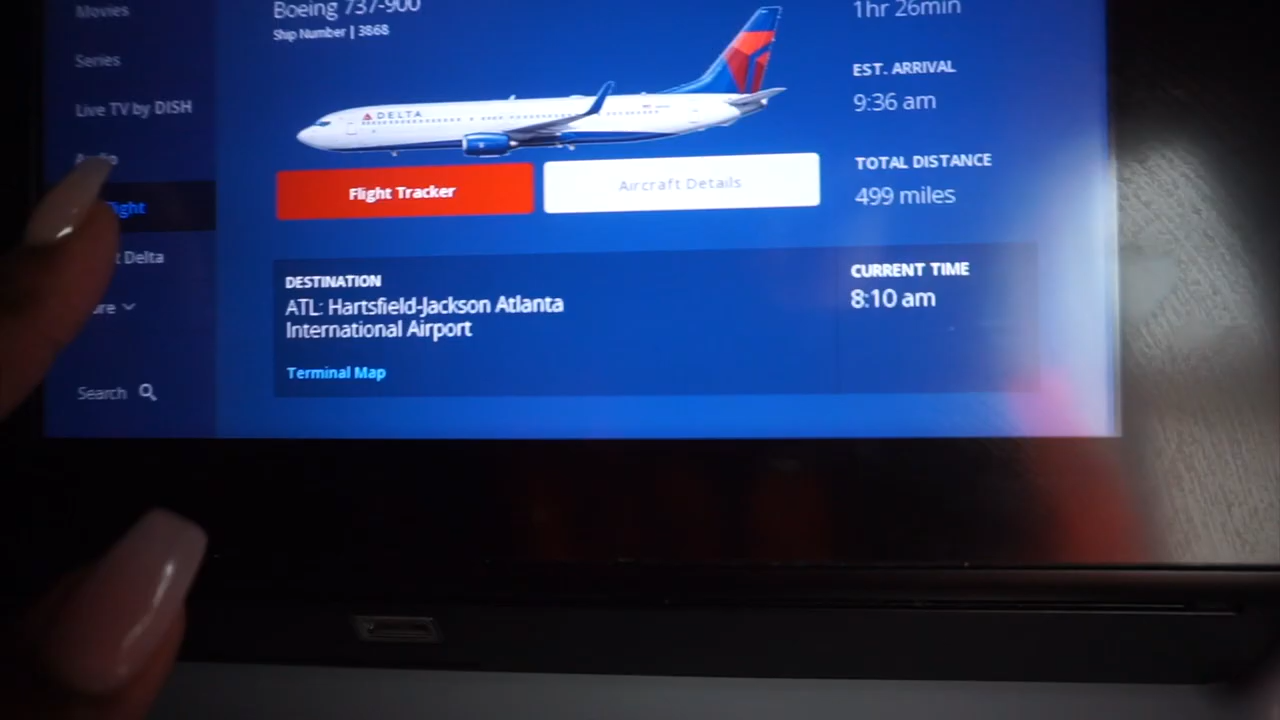 Movies
Series
Live TV by DISH
Delta
Search
Boeing 737-900
Ship Number | 3868
DELTA
Flight Tracker
Aircraft Details
1hr 26min
EST. ARRIVAL
9:36 am
TOTAL DISTANCE
499 miles
DESTINATION
ATL: Hartsfield-Jackson Atlanta
International Airport
Terminal Map
CURRENT TIME
8:10 am